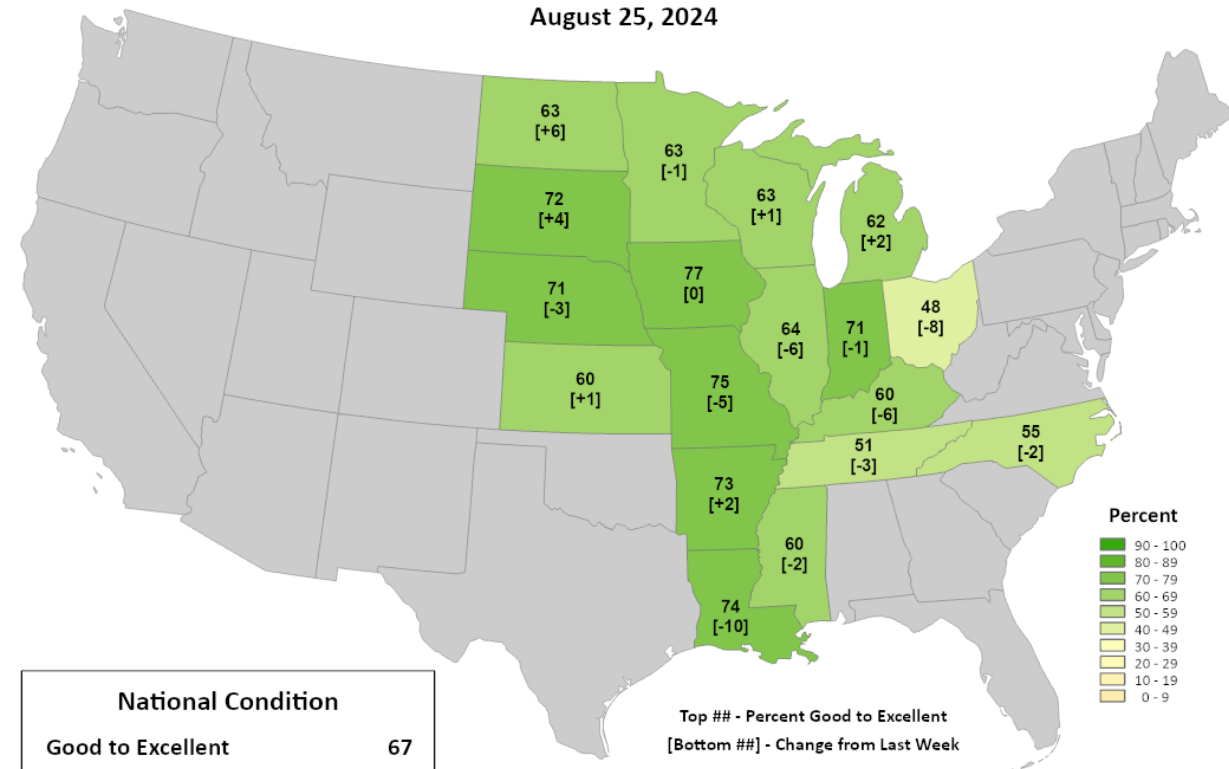 August 25, 2024
63
[+6]
63
[-1]
72
[+4]
63
[+1]
62
[+2]
71
[-3]
77
[0]
64
[-6]
71
[-1]
48
[-8]
60
[+1]
75
[-5]
60
[-6]
51
[-3]
55
[-2]
73
[+2]
60
[-2]
74
[-10]
Percent
90 - 100
80 - 89
70 - 79
60 - 69
50 - 59
40 - 49
30 - 39
20 - 29
10 - 19
0 - 9
National Condition
Good to Excellent 67
Top ## - Percent Good to Excellent
[Bottom ##] - Change from Last Week